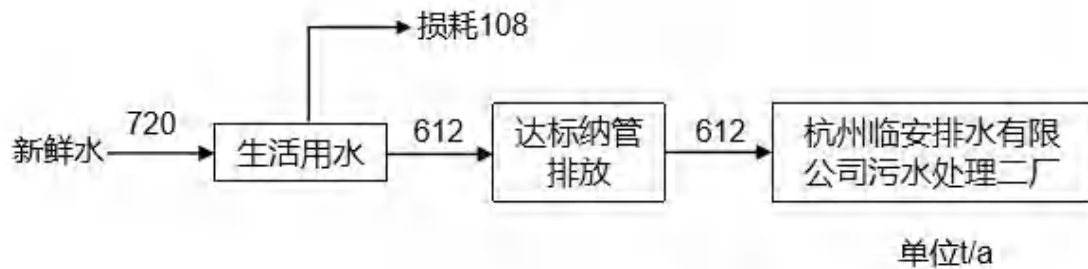 损耗108
新鲜水
720
生活用水
612
达标纳管
排放
612
杭州临安排水有限
公司污水处理二厂
单位t/a